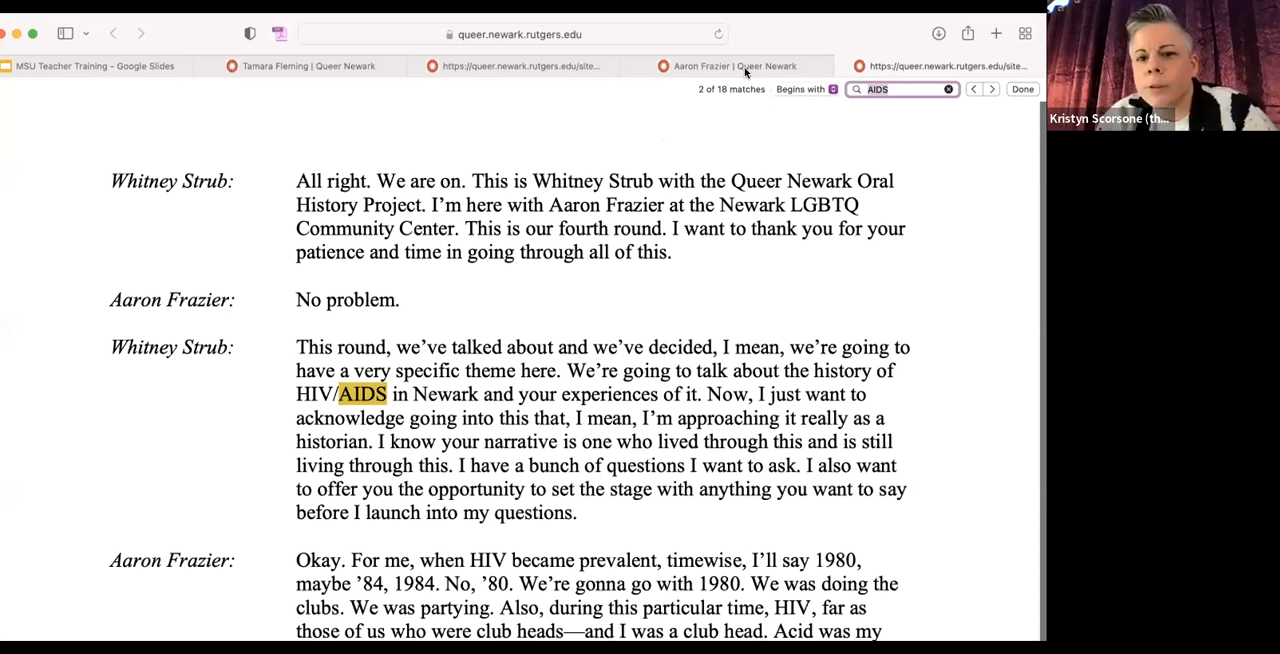 queer.newark.rutgers.edu
MSU Teacher Training - Google Slides
Tamara Fleming | Queer Newark
https://queer.newark.rutgers.edu/site...
Aaron Frazier | Queer Newark
https://queer.newark.rutgers.edu/site...
2 of 18 matches
Begins with
AIDS
Done
Kristyn Scorsone (th...
Whitney Strub: All right. We are on. This is Whitney Strub with the Queer Newark Oral
History Project. I'm here with Aaron Frazier at the Newark LGBTQ
Community Center. This is our fourth round. I want to thank you for your
patience and time in going through all of this.
Aaron Frazier: No problem.
Whitney Strub: This round, we've talked about and we've decided, I mean, we're going to
have a very specific theme here. We're going to talk about the history of
HIV/AIDS in Newark and your experiences of it. Now, I just want to
acknowledge going into this that, I mean, I'm approaching it really as a
historian. I know your narrative is one who lived through this and is still
living through this. I have a bunch of questions I want to ask. I also want
to offer you the opportunity to set the stage with anything you want to say
before I launch into my questions.
Aaron Frazier: Okay. For me, when HIV became prevalent, timewise, I'll say 1980,
maybe '84, 1984. No, '80. We're gonna go with 1980. We was doing the
clubs. We was partying. Also, during this particular time, HIV, far as
those of us who were club heads—and I was a club head. Acid was my